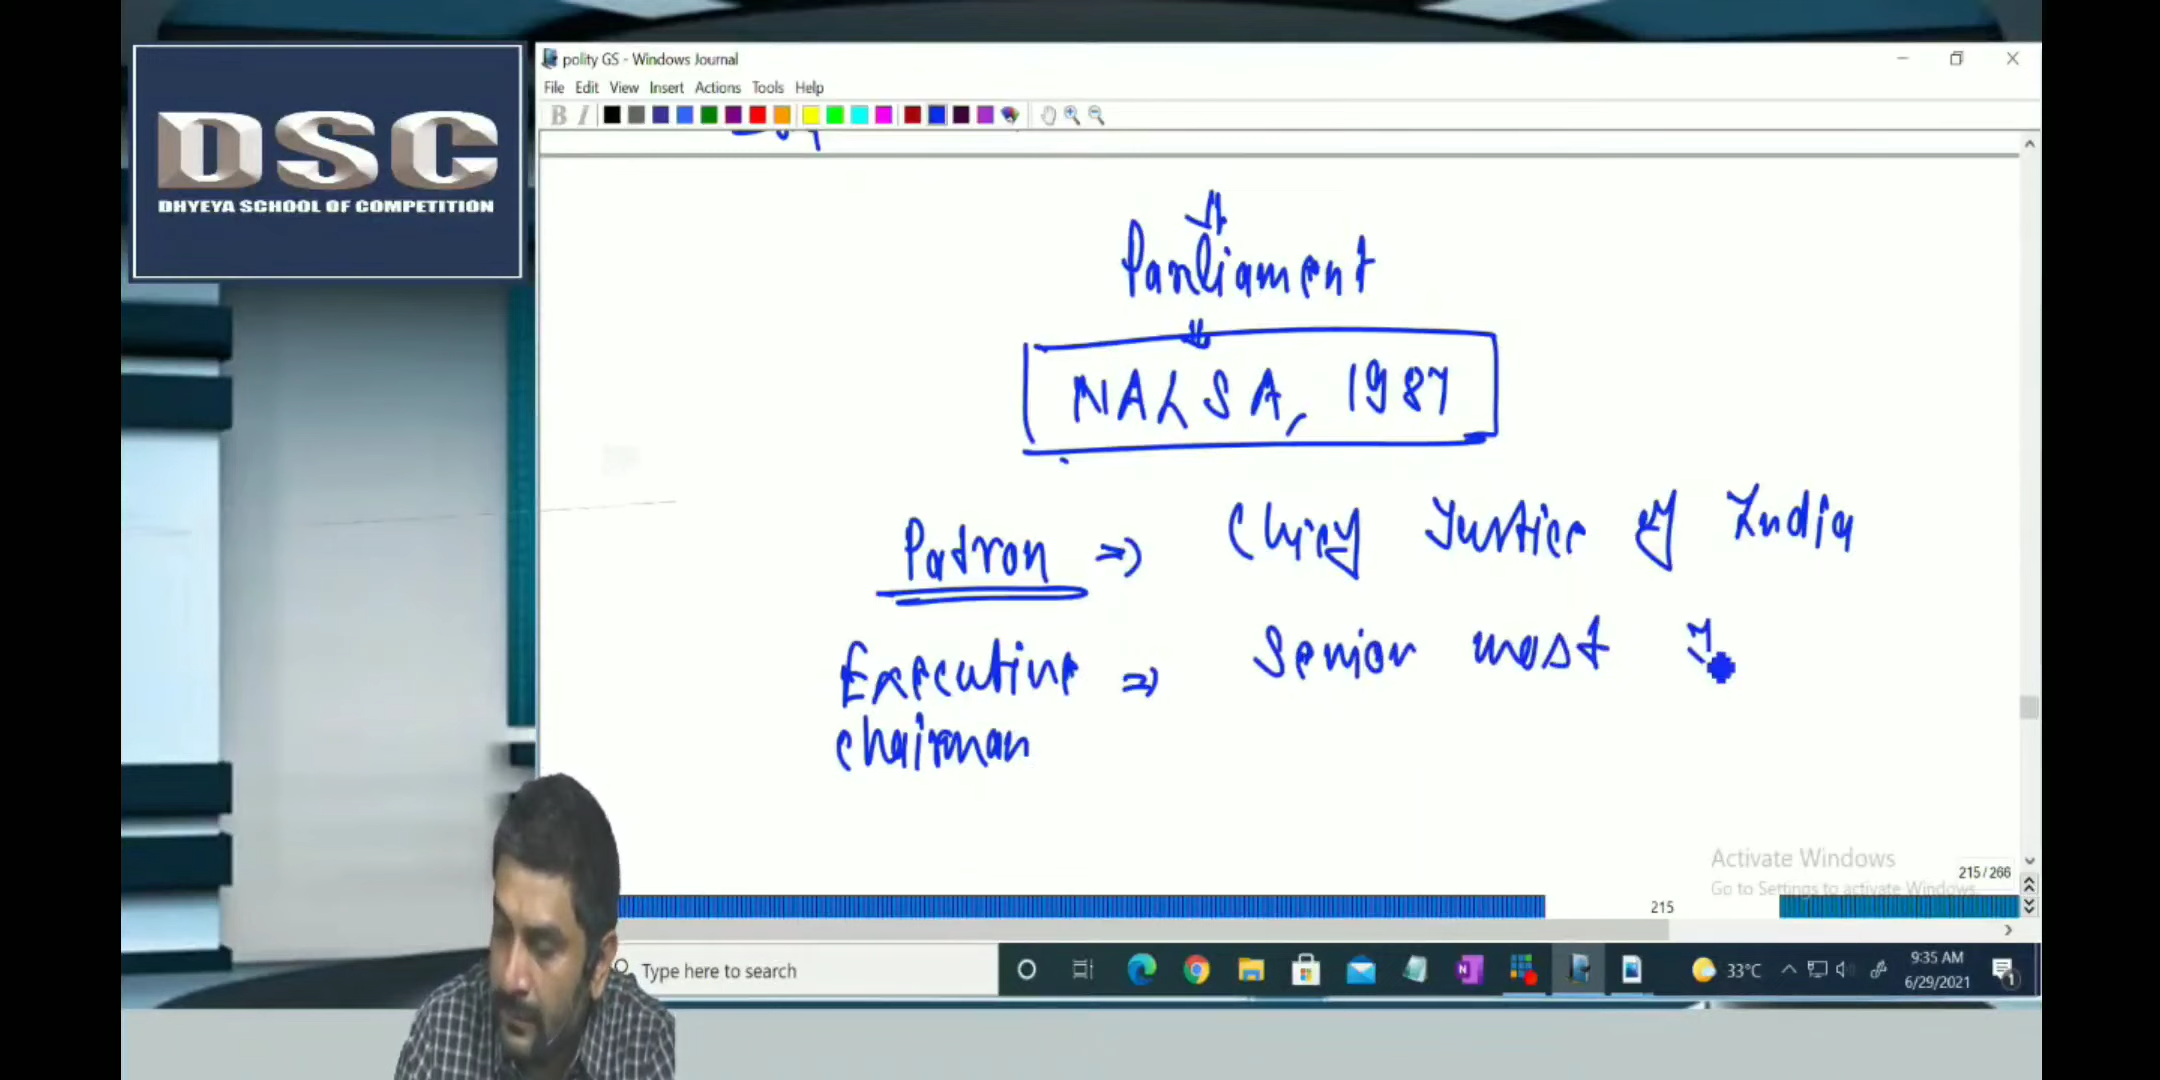 DSC
DHYEYA SCHOOL OF COMPETITION
polity GS - Windows Journal
File Edit View Insert Actions Tools Help
B I
Parliament
NALSA, 1987
Patron ⇒ Chief Justice of India
Executive ⇒ Senior most
chairman
Activate Windows
Go to Settings to activate Windows.
215 / 266
215
Type here to search
33°C
9:35 AM
6/29/2021
1